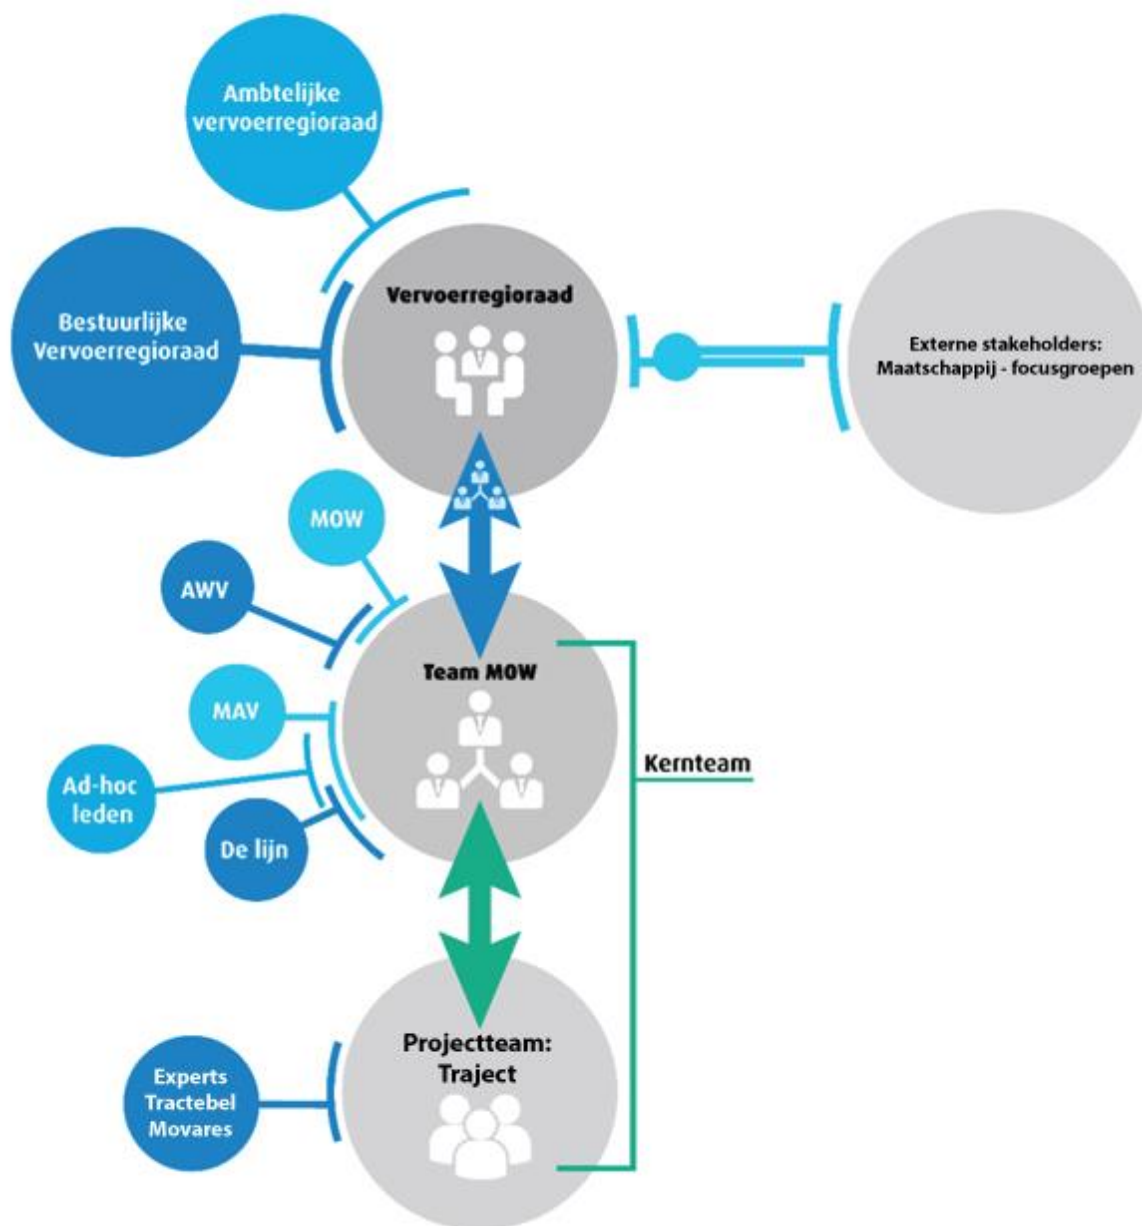 Ambtelijke
vervoerregioraad
Bestuurlijke
Vervoerregioraad
Vervoerregioraad
Externe stakeholders:
Maatschappij - focusgroepen
MOW
AWV
Team MOW
MAV
Ad-hoc
leden
De lijn
Kernteam
Projectteam:
Traject
Experts
Tractebel
Movares